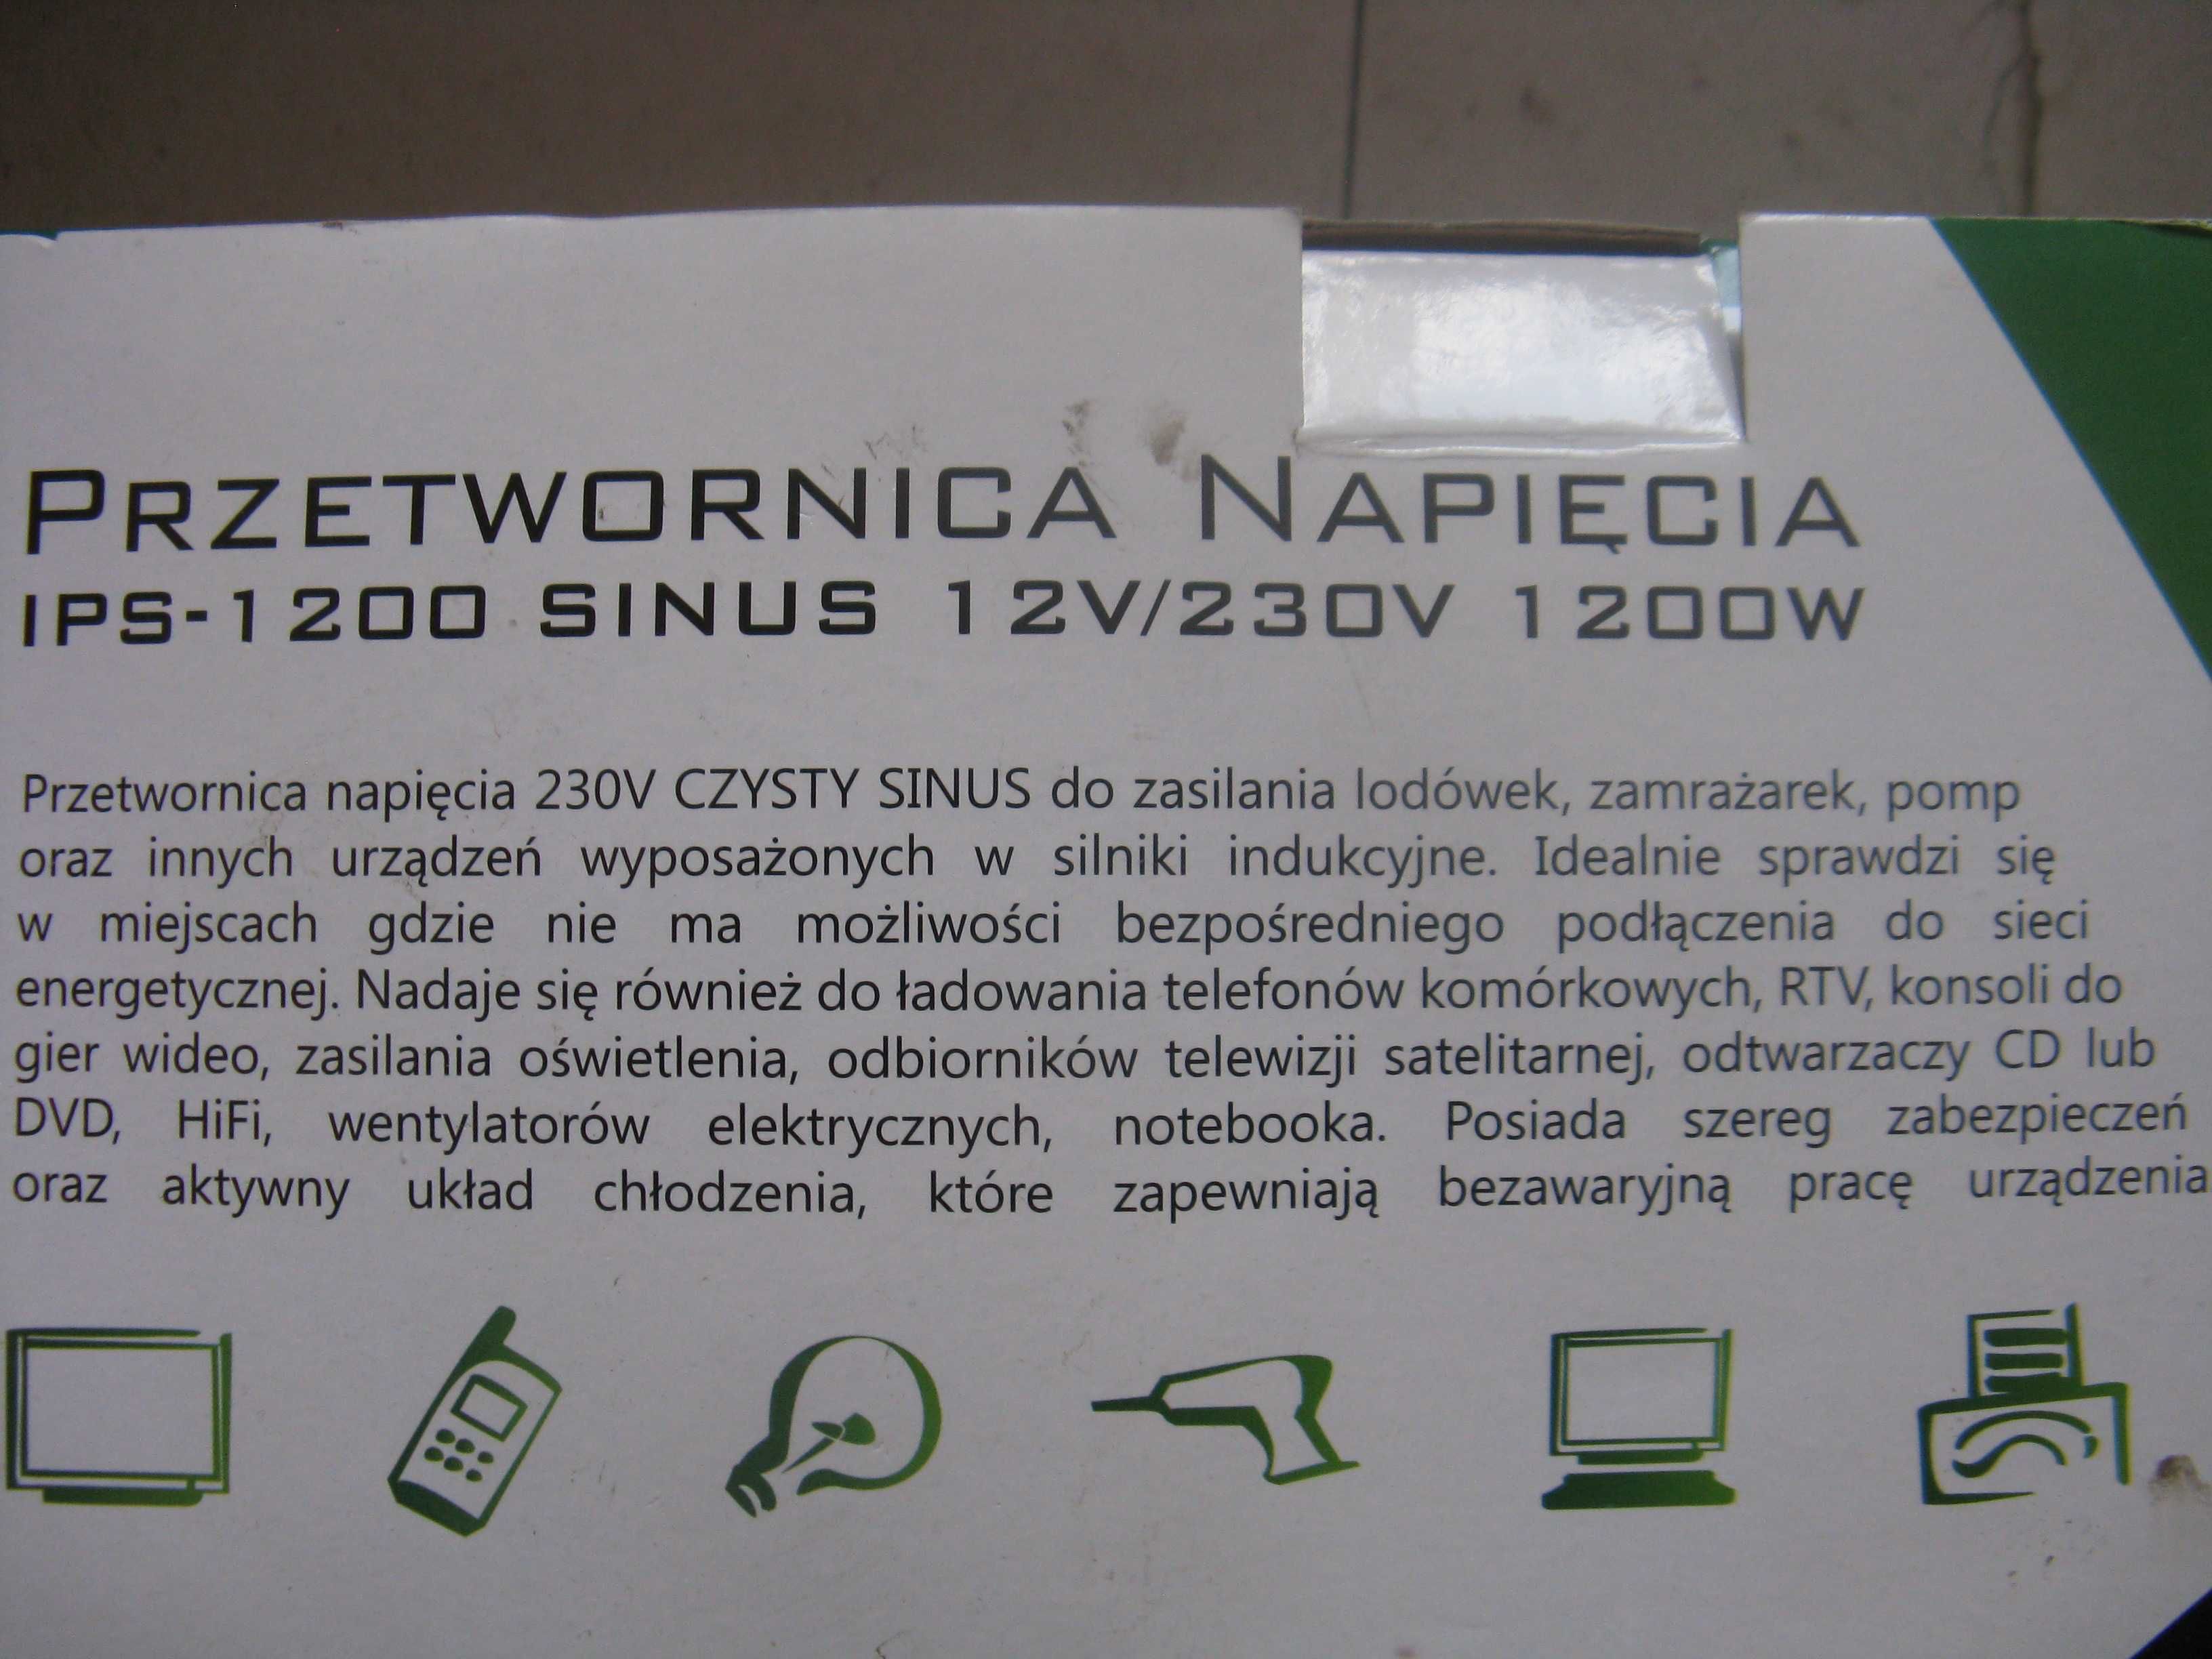 PRZETWORNICA NAPIĘCIA
IPS-1200 SINUS 12V/230V 1200W
Przetwornica napięcia 230V CZYSTY SINUS do zasilania lodówek, zamrażarek, pomp
oraz innych urządzeń wyposażonych w silniki indukcyjne. Idealnie sprawdzi się
w miejscach gdzie nie ma możliwości bezpośredniego podłączenia do sieci
energetycznej. Nadaje się również do ładowania telefonów komórkowych, RTV, konsoli do
gier wideo, zasilania oświetlenia, odbiorników telewizji satelitarnej, odtwarzaczy CD lub
DVD, HiFi, wentylatorów elektrycznych, notebooka. Posiada szereg zabezpieczeń
oraz aktywny układ chłodzenia, które zapewniają bezawaryjną pracę urządzenia